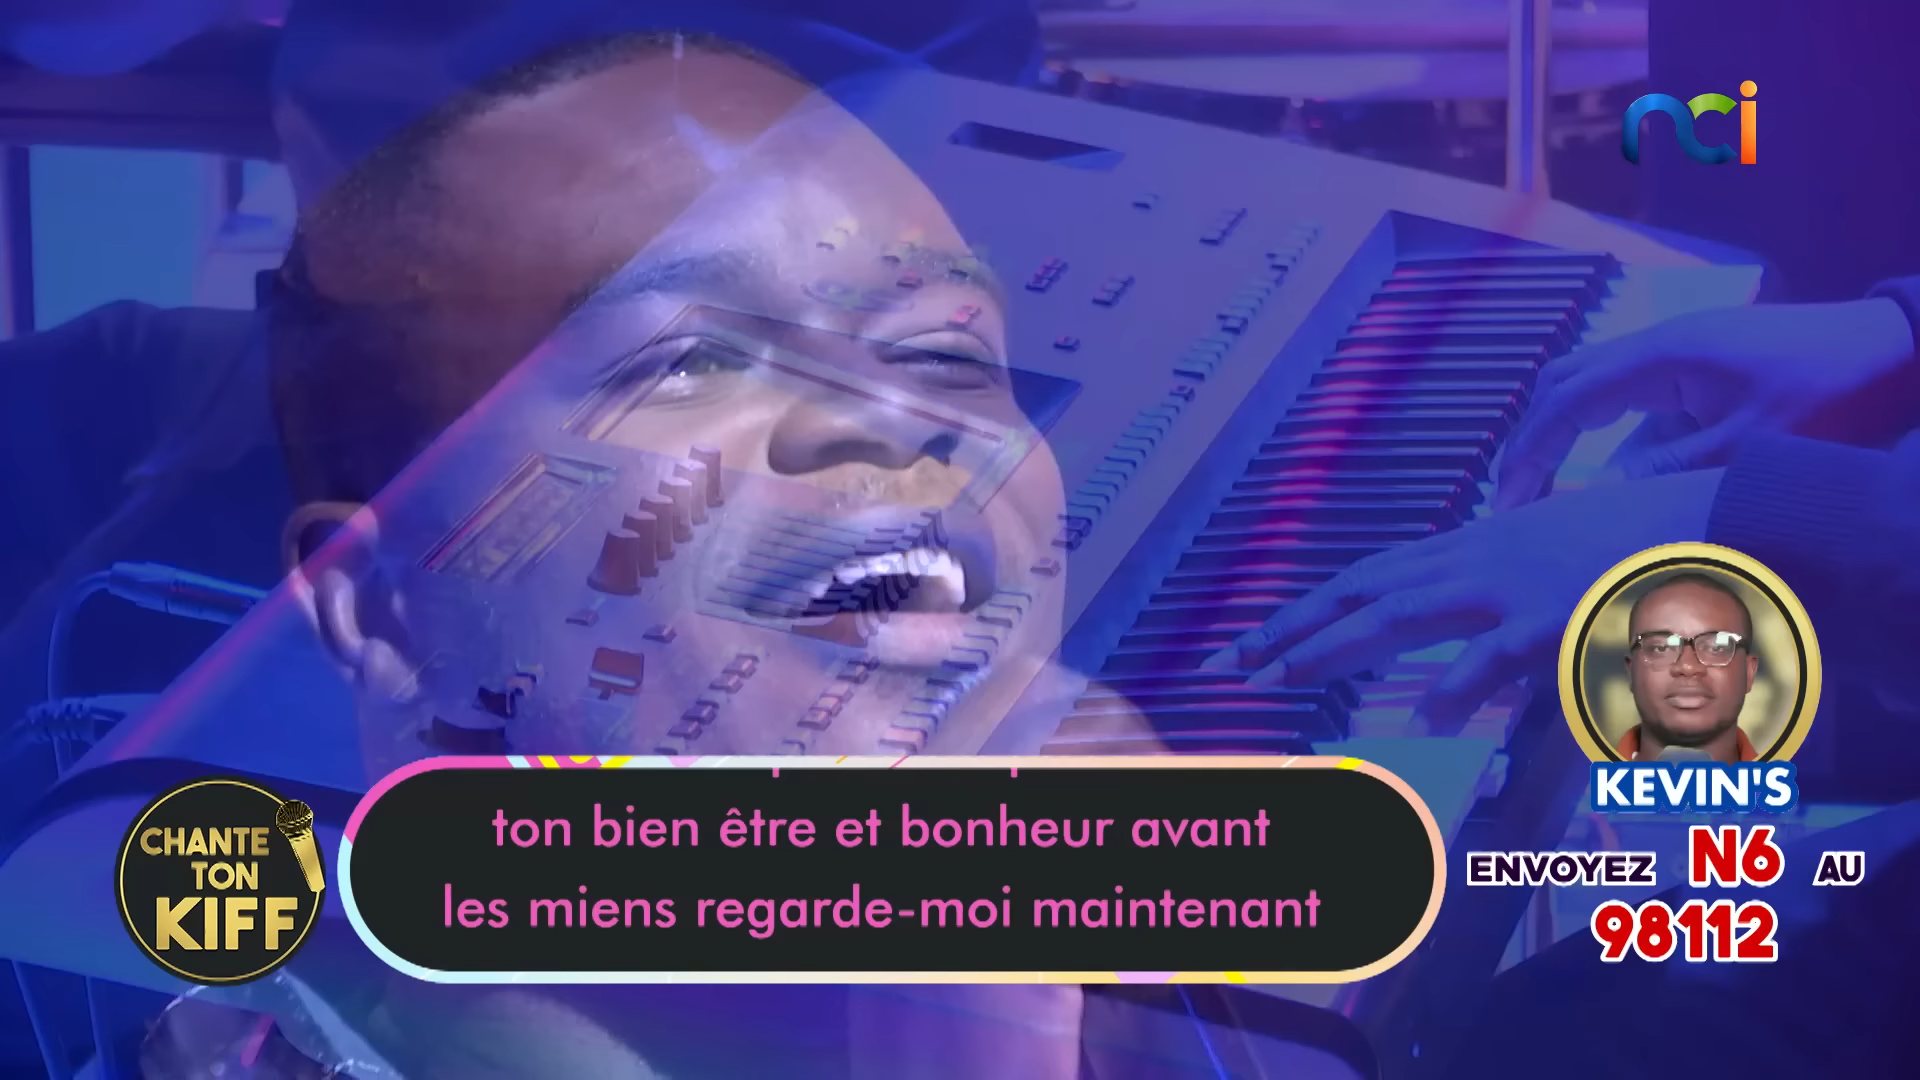 nci
ton bien être et bonheur avant
les miens regarde-moi maintenant
CHANTE
TON
KIFF
KEVIN'S
ENVOYEZ N6 AU
98112